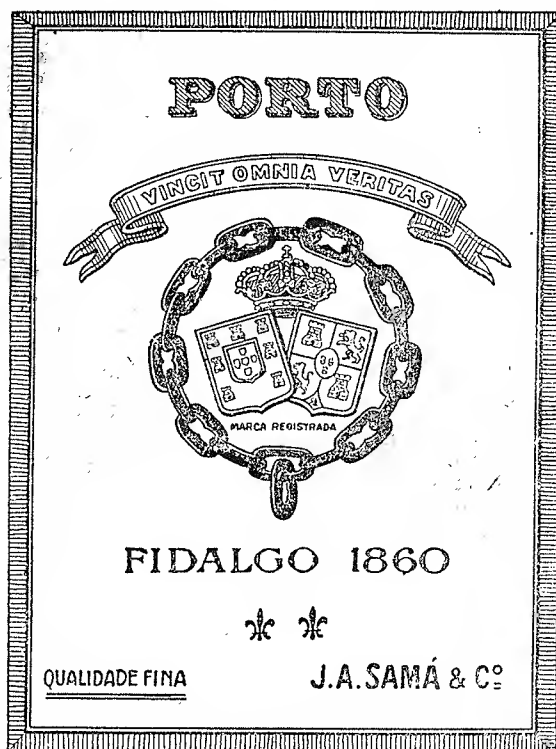 PORTO
VINCIT OMNIA VERITAS
MARCA REGISTRADA
FIDALGO 1860
QUALIDADE FINA
J.A. SAMÁ & Cº